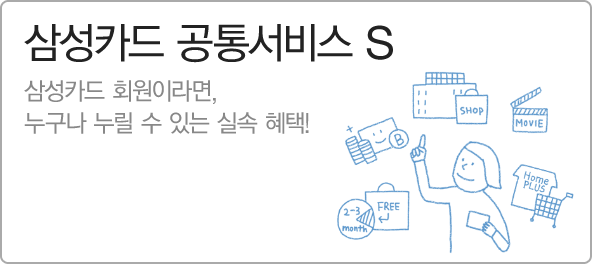 삼성카드 공통서비스 S
삼성카드 회원이라면,
누구나 누릴 수 있는 실속 혜택!
SHOP
MOVIE
B
Home
PLUS
2-3
month
FREE